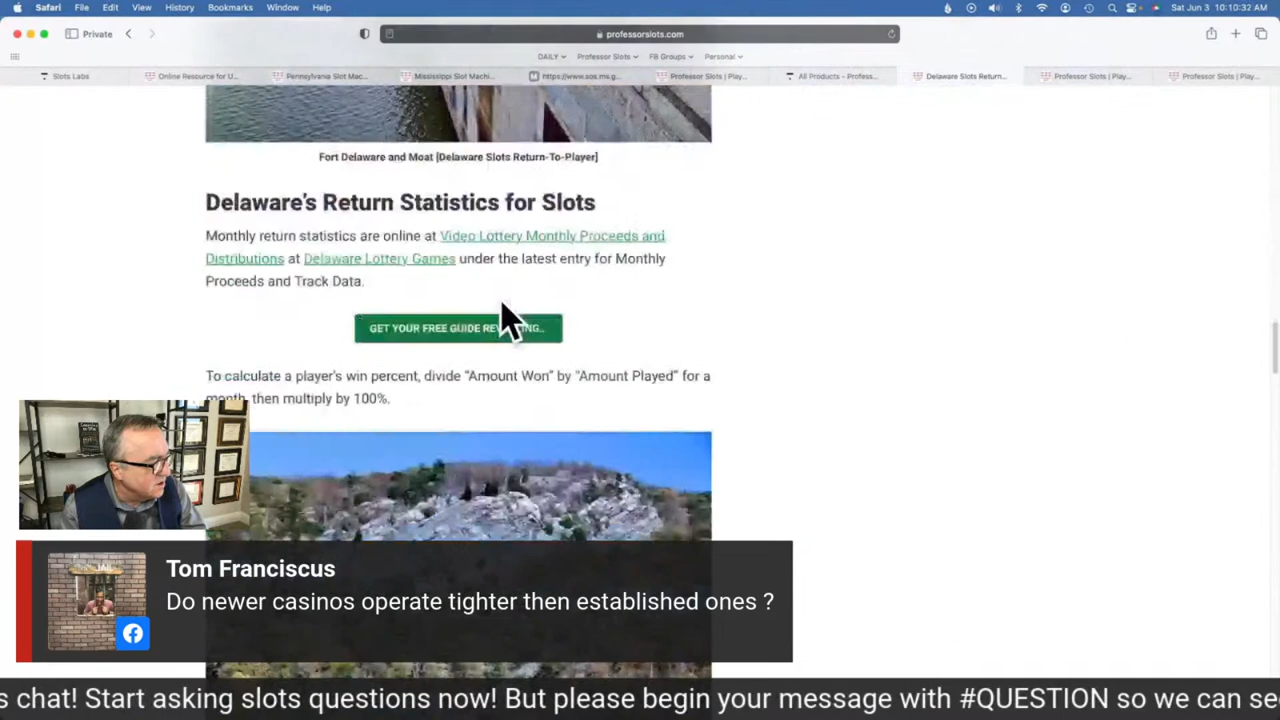 Safari File Edit View History Bookmarks Window Help
Sat Jun 3 10:10:32 AM
Private
professorslots.com
DAILY Professor Slots FB Groups Personal
Slots Labs
Online Resource for U...
Pennsylvania Slot Mac...
Mississippi Slot Machi...
https://www.sos.ms.g...
Professor Slots | Play...
All Products – Profess...
Delaware Slots Return...
Professor Slots | Play...
Professor Slots | Play...
Fort Delaware and Moat [Delaware Slots Return-To-Player]
Delaware’s Return Statistics for Slots
Monthly return statistics are online at Video Lottery Monthly Proceeds and
Distributions at Delaware Lottery Games under the latest entry for Monthly
Proceeds and Track Data.
GET YOUR FREE GUIDE
To calculate a player’s win percent, divide “Amount Won” by “Amount Played” for a
month, then multiply by 100%.
Tom Franciscus
Do newer casinos operate tighter then established ones ?
s chat! Start asking slots questions now! But please begin your message with #QUESTION so we can se